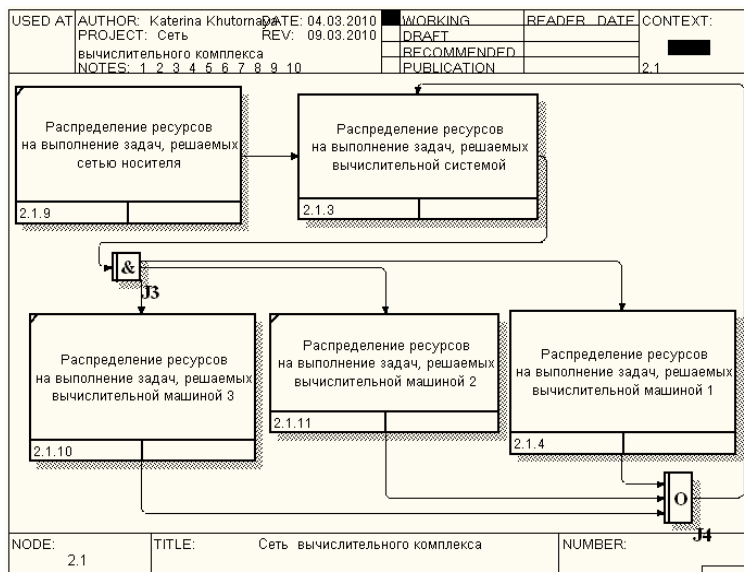 USED AT:
AUTHOR: Katerina Khutornaya
DATE: 04.03.2010
WORKING
READER DATE
CONTEXT:
PROJECT: Сеть
REV: 09.03.2010
DRAFT
вычислительного комплекса
RECOMMENDED
NOTES: 1 2 3 4 5 6 7 8 9 10
PUBLICATION
2.1
Распределение ресурсов
на выполнение задач, решаемых
сетью носителя
2.1.9
Распределение ресурсов
на выполнение задач, решаемых
вычислительной системой
2.1.3
&
J3
Распределение ресурсов
на выполнение задач, решаемых
вычислительной машиной 3
2.1.10
Распределение ресурсов
на выполнение задач, решаемых
вычислительной машиной 2
2.1.11
Распределение ресурсов
на выполнение задач, решаемых
вычислительной машиной 1
2.1.4
O
J4
NODE:
2.1
TITLE:
Сеть вычислительного комплекса
NUMBER: